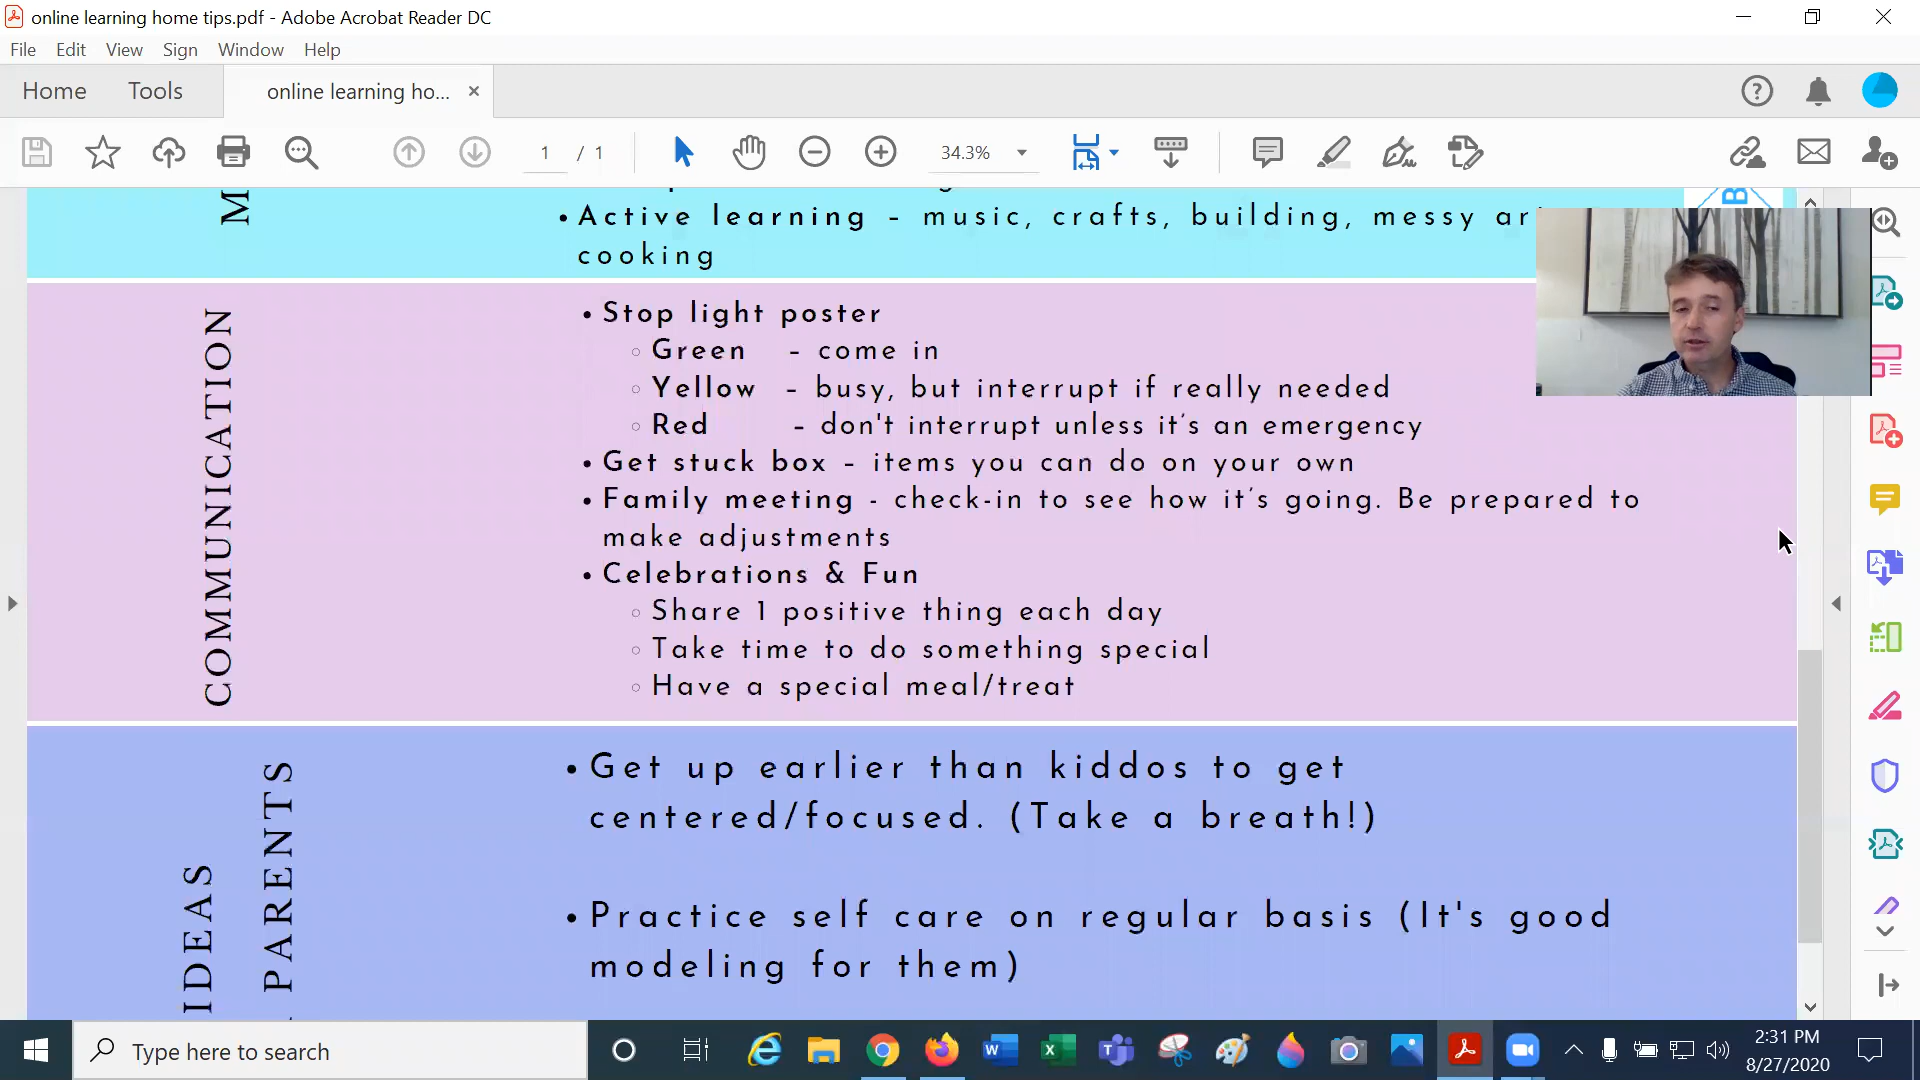 online learning home tips.pdf - Adobe Acrobat Reader DC
File Edit View Sign Window Help
Home Tools online learning ho...
1 / 1 34.3%
M
B
• Active learning – music, crafts, building, messy
cooking
COMMUNICATION
• Stop light poster
◦ Green – come in
◦ Yellow – busy, but interrupt if really needed
◦ Red – don't interrupt unless it's an emergency
• Get stuck box – items you can do on your own
• Family meeting - check-in to see how it's going. Be prepared to
make adjustments
• Celebrations & Fun
◦ Share 1 positive thing each day
◦ Take time to do something special
◦ Have a special meal/treat
IDEAS
PARENTS
• Get up earlier than kiddos to get
centered/focused. (Take a breath!)
• Practice self care on regular basis (It's good
modeling for them)
Type here to search
2:31 PM
8/27/2020